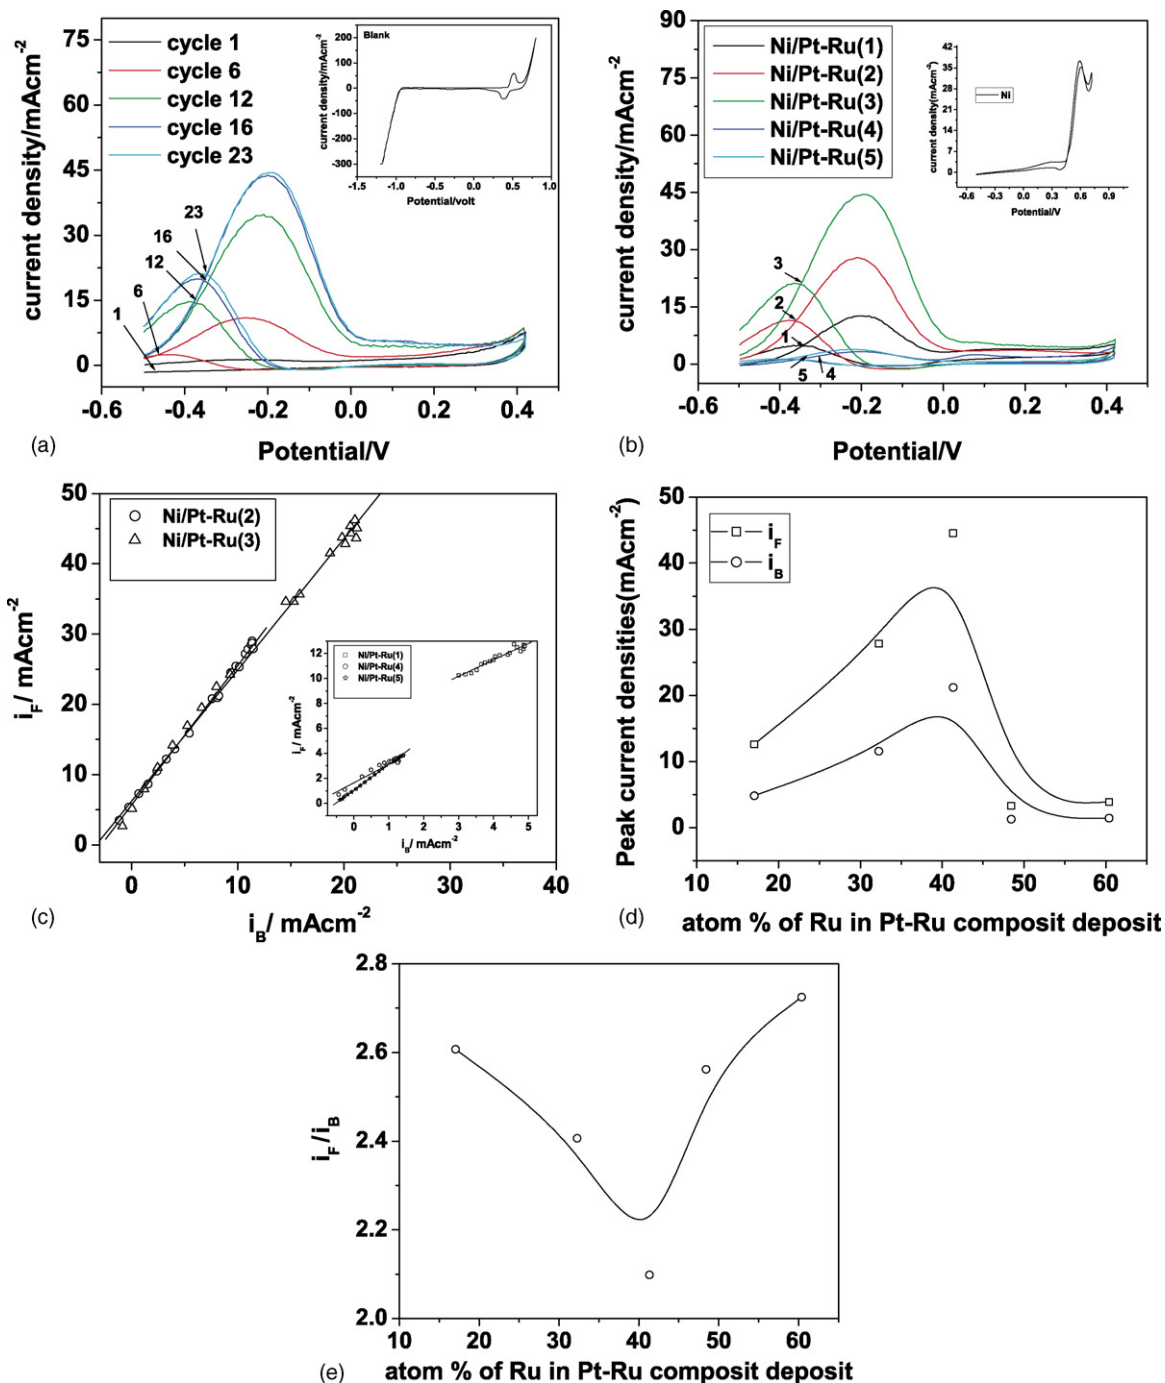 75
60
45
30
15
0
current density/mAcm-2
cycle 1
cycle 6
cycle 12
cycle 16
cycle 23
23
16
12
6
1
-0.6
-0.4
-0.2
0.0
0.2
0.4
0.6
Potential/V
(a)
Blank
200
100
0
-100
-200
-300
current density/mAcm-2
-1.5
-1.0
-0.5
0.0
0.5
1.0
Potential/volt
90
75
60
45
30
15
0
current density/mAcm-2
Ni/Pt-Ru(1)
Ni/Pt-Ru(2)
Ni/Pt-Ru(3)
Ni/Pt-Ru(4)
Ni/Pt-Ru(5)
3
2
1
5
4
-0.6
-0.4
-0.2
0.0
0.2
0.4
Potential/V
(b)
42
35
28
21
14
7
0
current density(mAcm-2)
Ni
-0.6
-0.3
0.0
0.3
0.6
0.9
Potential/V
50
40
30
20
10
0
iF/ mAcm-2
Ni/Pt-Ru(2)
Ni/Pt-Ru(3)
0
10
20
30
40
iB/ mAcm-2
(c)
12
10
8
6
4
2
0
iF/ mAcm-2
Ni/Pt-Ru(1)
Ni/Pt-Ru(4)
Ni/Pt-Ru(5)
0
1
2
3
4
5
iB/ mAcm-2
50
40
30
20
10
0
Peak current densities(mAcm-2)
iF
iB
10
20
30
40
50
60
70
atom % of Ru in Pt-Ru composit deposit
(d)
2.8
2.6
2.4
2.2
2.0
iF/iB
10
20
30
40
50
60
atom % of Ru in Pt-Ru composit deposit
(e)